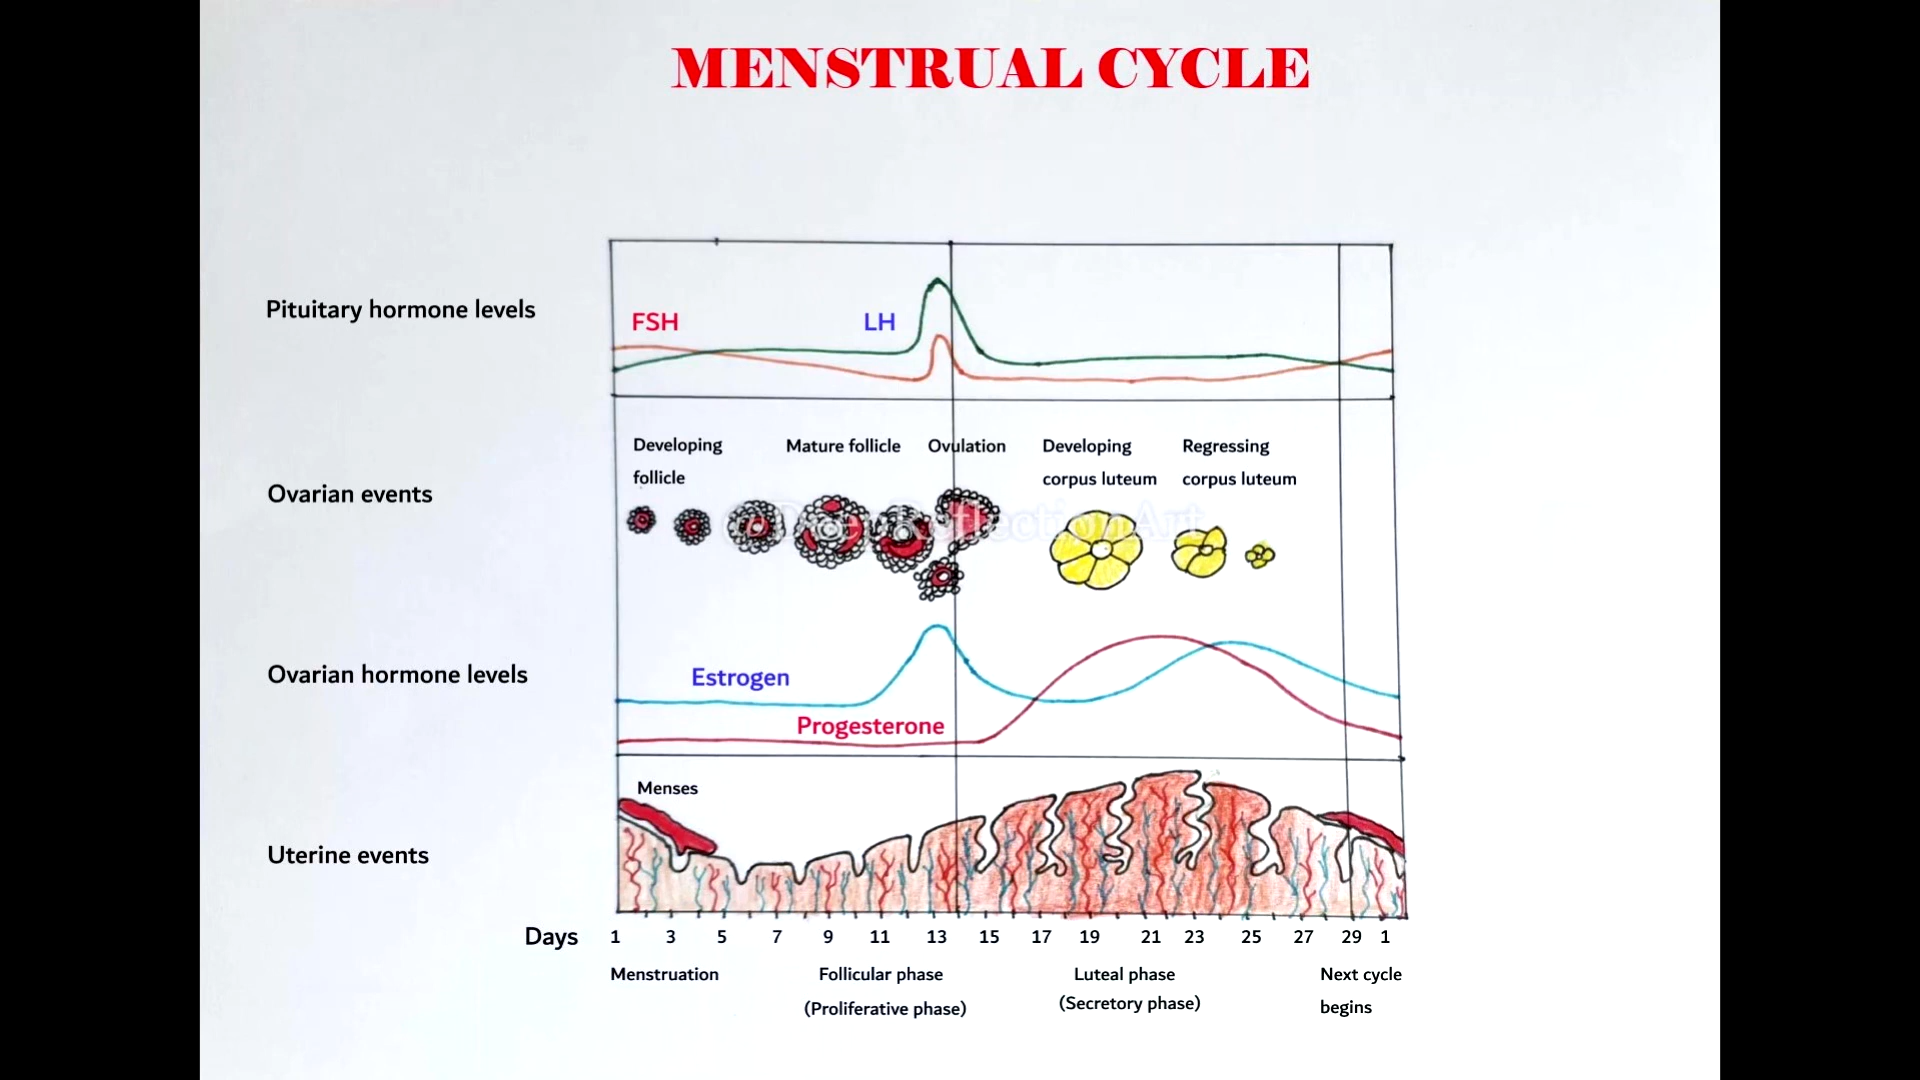 MENSTRUAL CYCLE
Pituitary hormone levels
FSH
LH
Ovarian events
Developing
follicle
Mature follicle
Ovulation
Developing
corpus luteum
Regressing
corpus luteum
@DeepReflectionArt
Ovarian hormone levels
Estrogen
Progesterone
Uterine events
Menses
Days 1 3 5 7 9 11 13 15 17 19 21 23 25 27 29 1
Menstruation
Follicular phase
(Proliferative phase)
Luteal phase
(Secretory phase)
Next cycle
begins